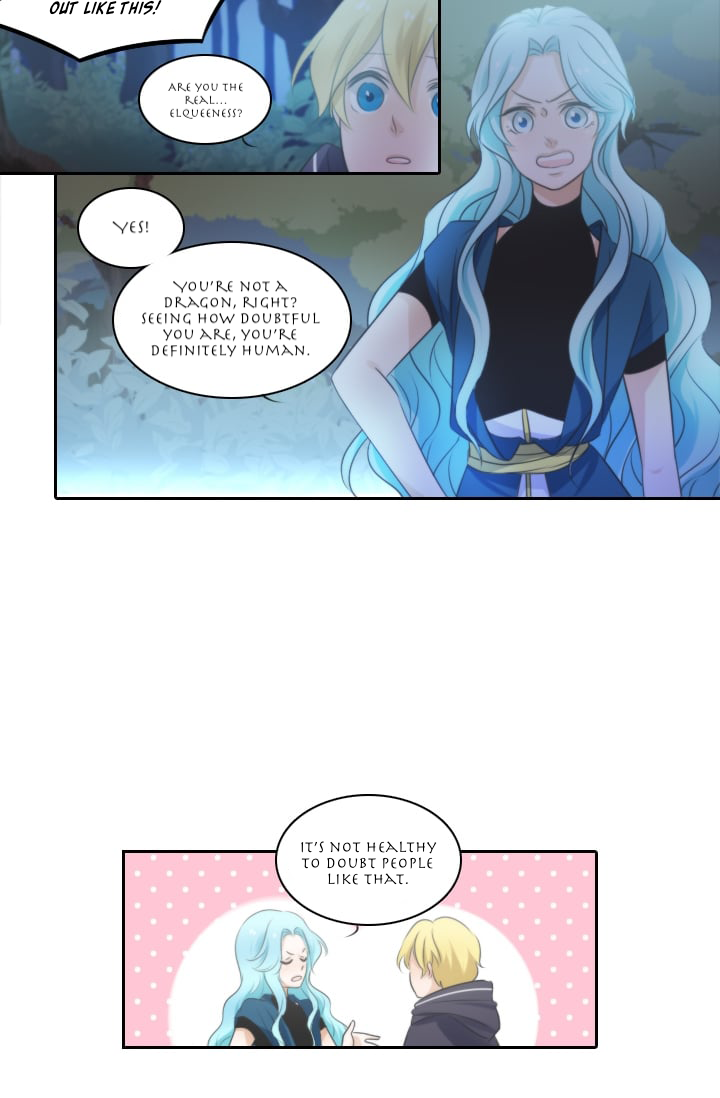 OUT LIKE THIS!
ARE YOU THE
REAL...
ELQUEENESS?
YES!
YOU'RE NOT A
DRAGON, RIGHT?
SEEING HOW DOUBTFUL
YOU ARE, YOU'RE
DEFINITELY HUMAN.
IT'S NOT HEALTHY
TO DOUBT PEOPLE
LIKE THAT.